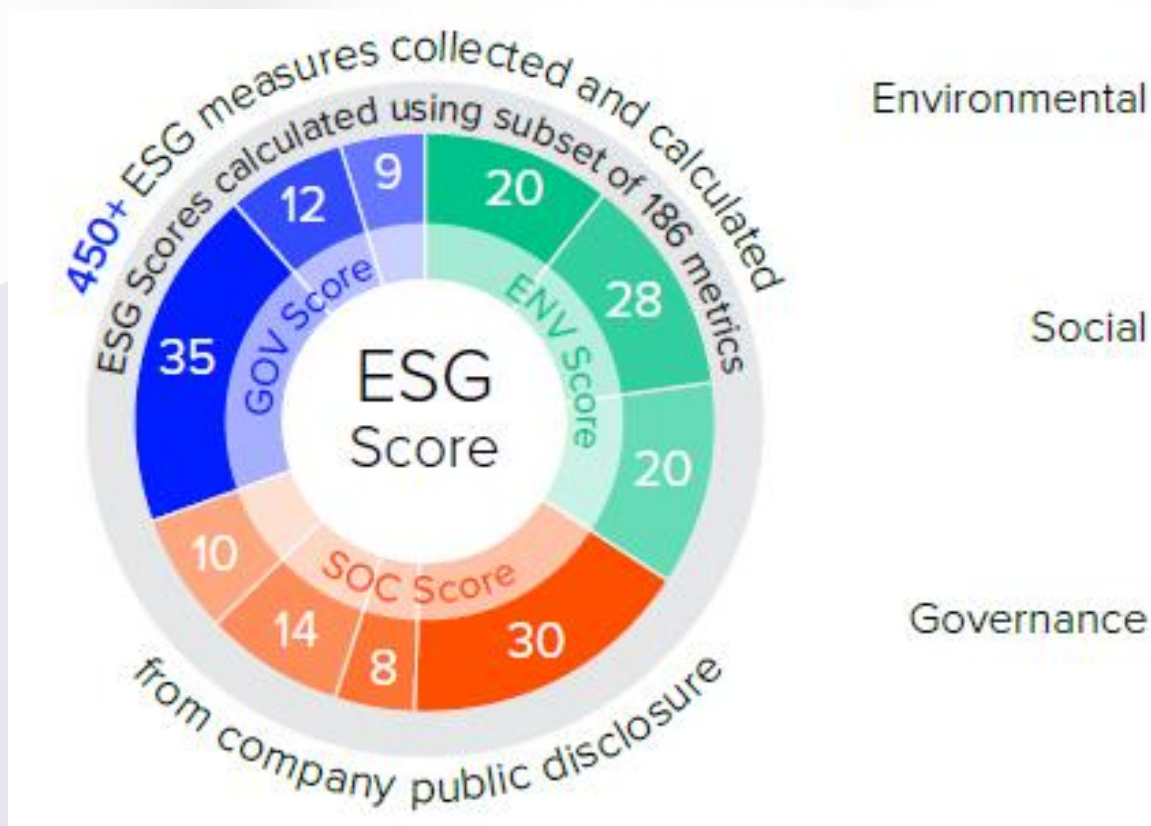 450+ ESG measures collected and calculated
ESG Scores calculated using subset of 186 metrics
9
12
35
GOV Score
20
28
20
ENV Score
30
8
14
10
SOC Score
ESG
Score
from company public disclosure
Environmental
Social
Governance